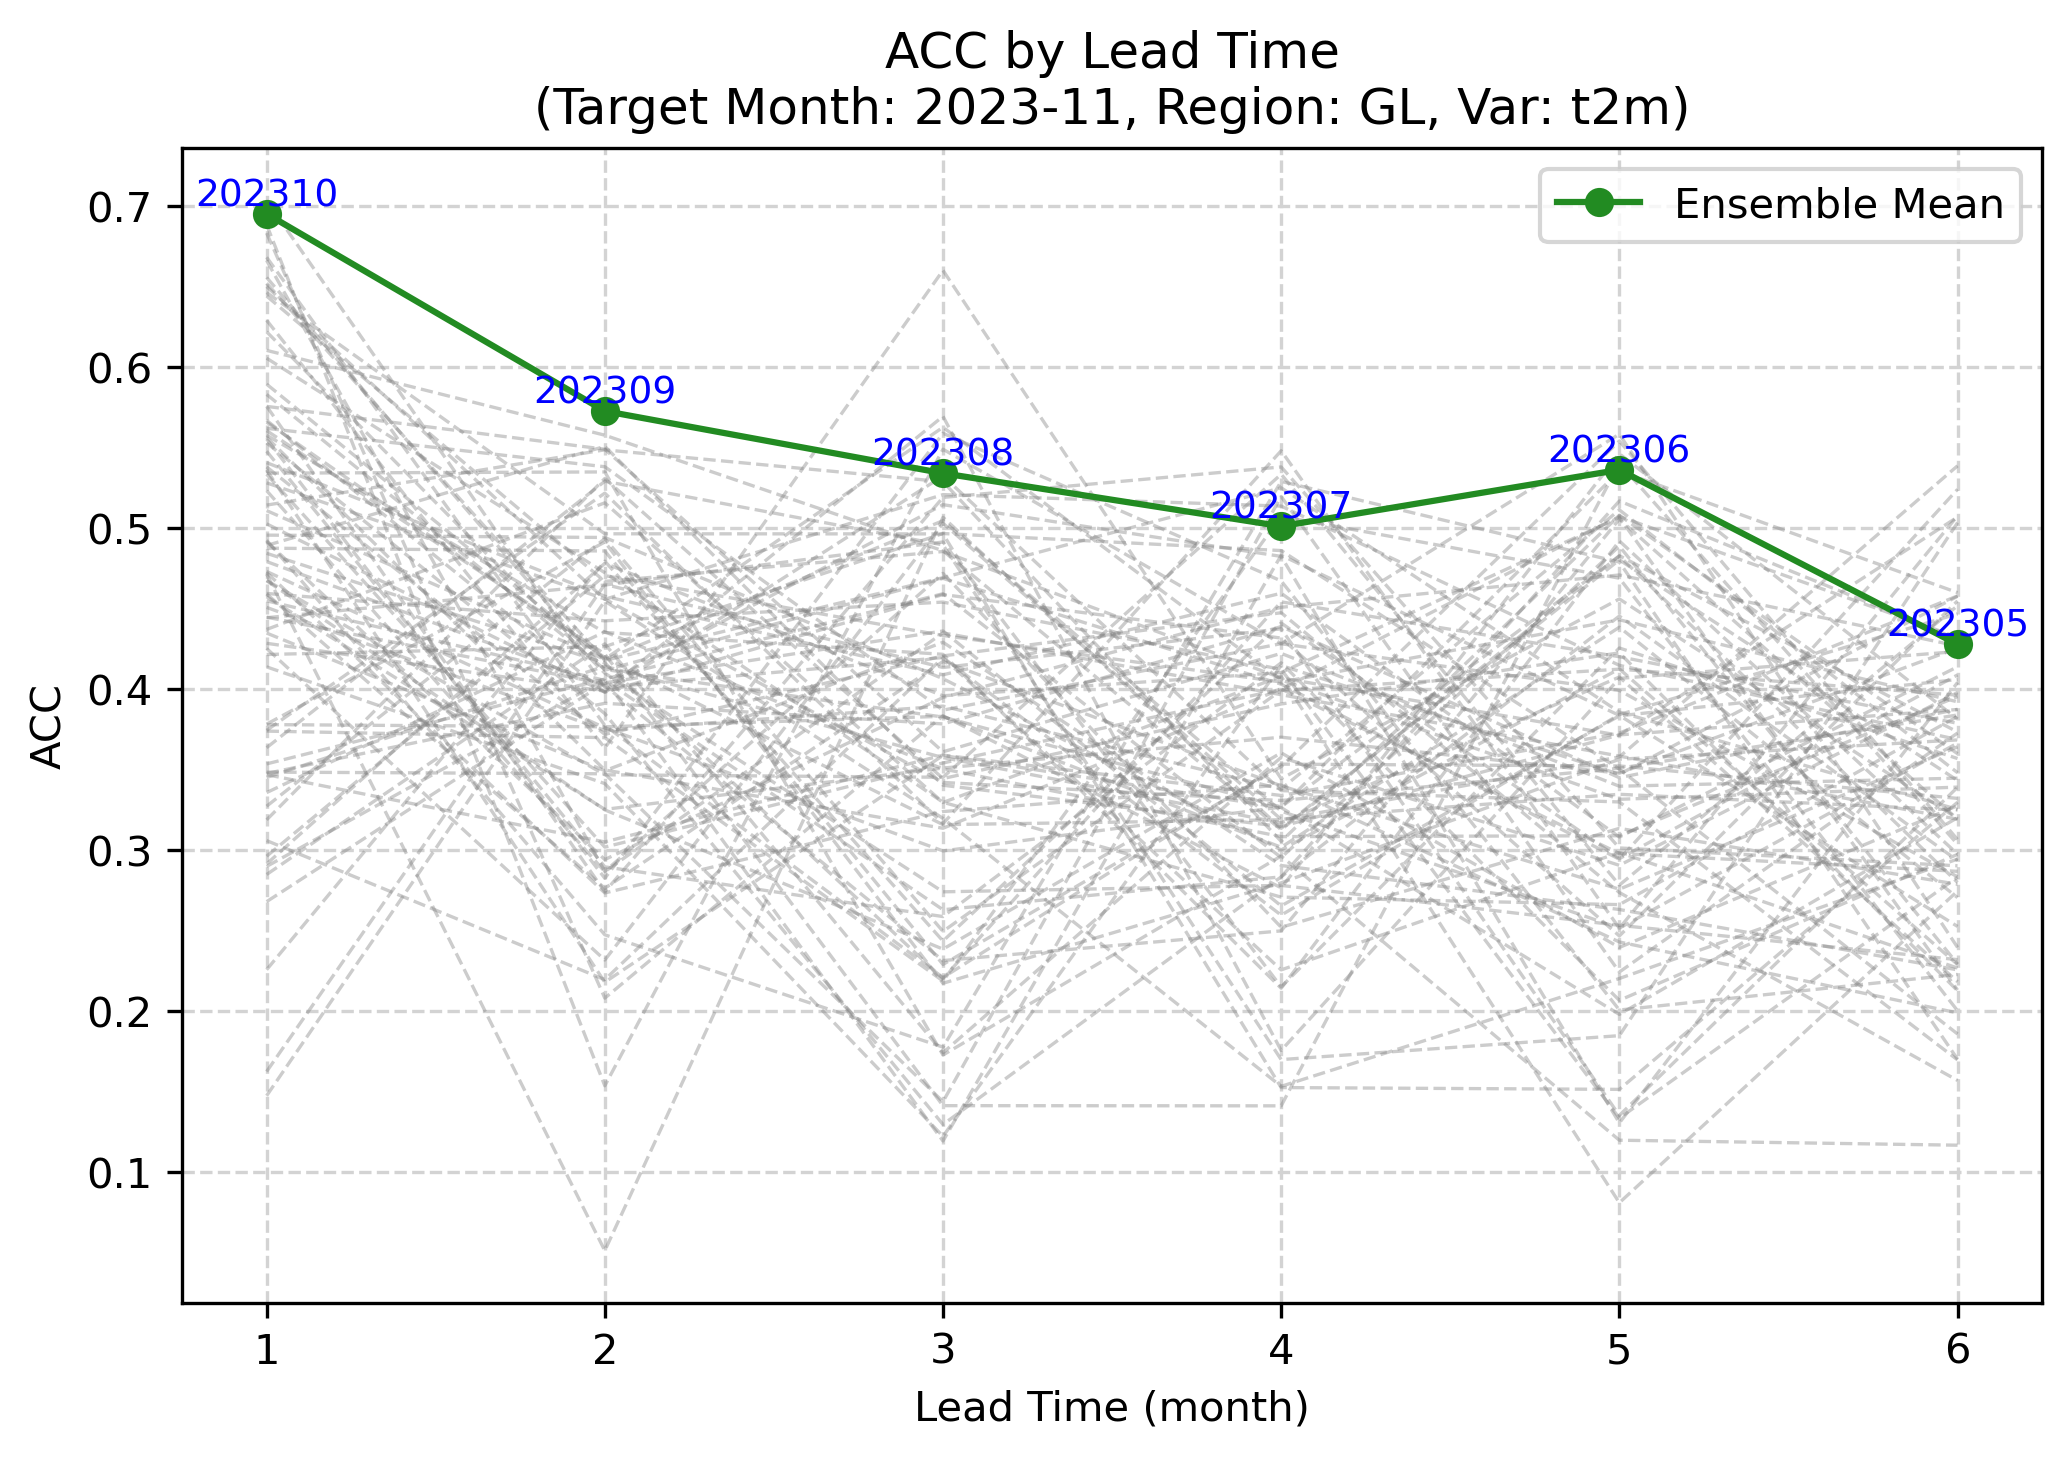 ACC by Lead Time
(Target Month: 2023-11, Region: GL, Var: t2m)
Ensemble Mean
202310
202309
202308
202307
202306
202305
0.7
0.6
0.5
0.4
0.3
0.2
0.1
ACC
1 2 3 4 5 6
Lead Time (month)